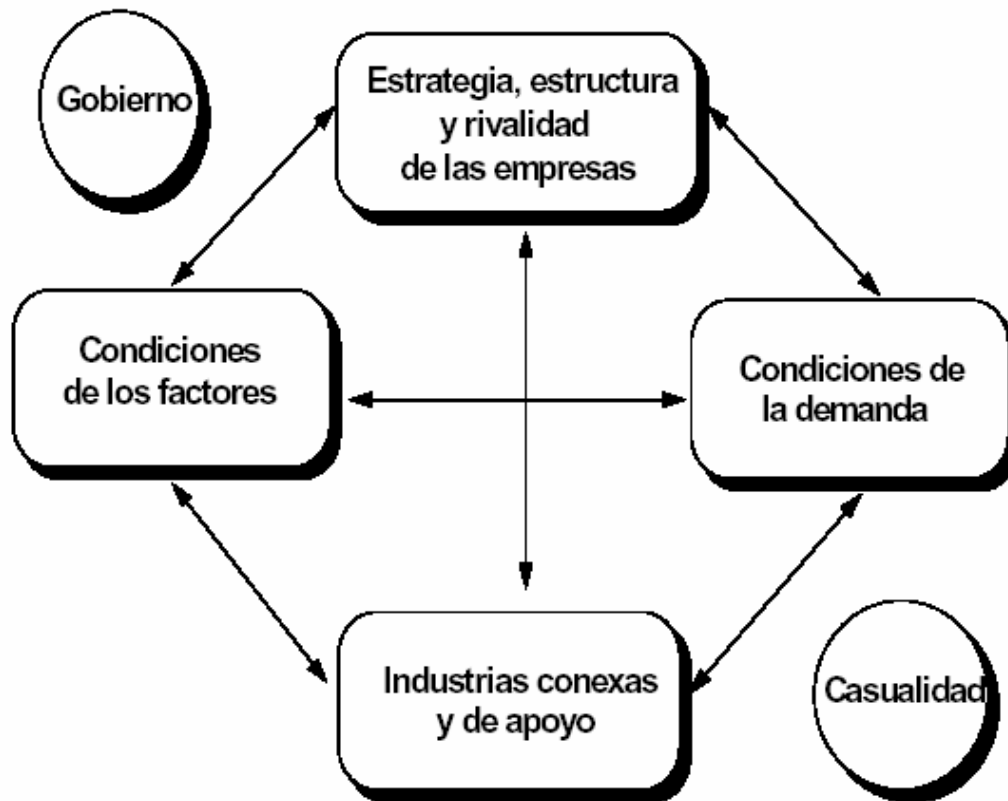 Gobierno
Estrategia, estructura
y rivalidad
de las empresas
Condiciones
de los factores
Condiciones de
la demanda
Industrias conexas
y de apoyo
Casualidad